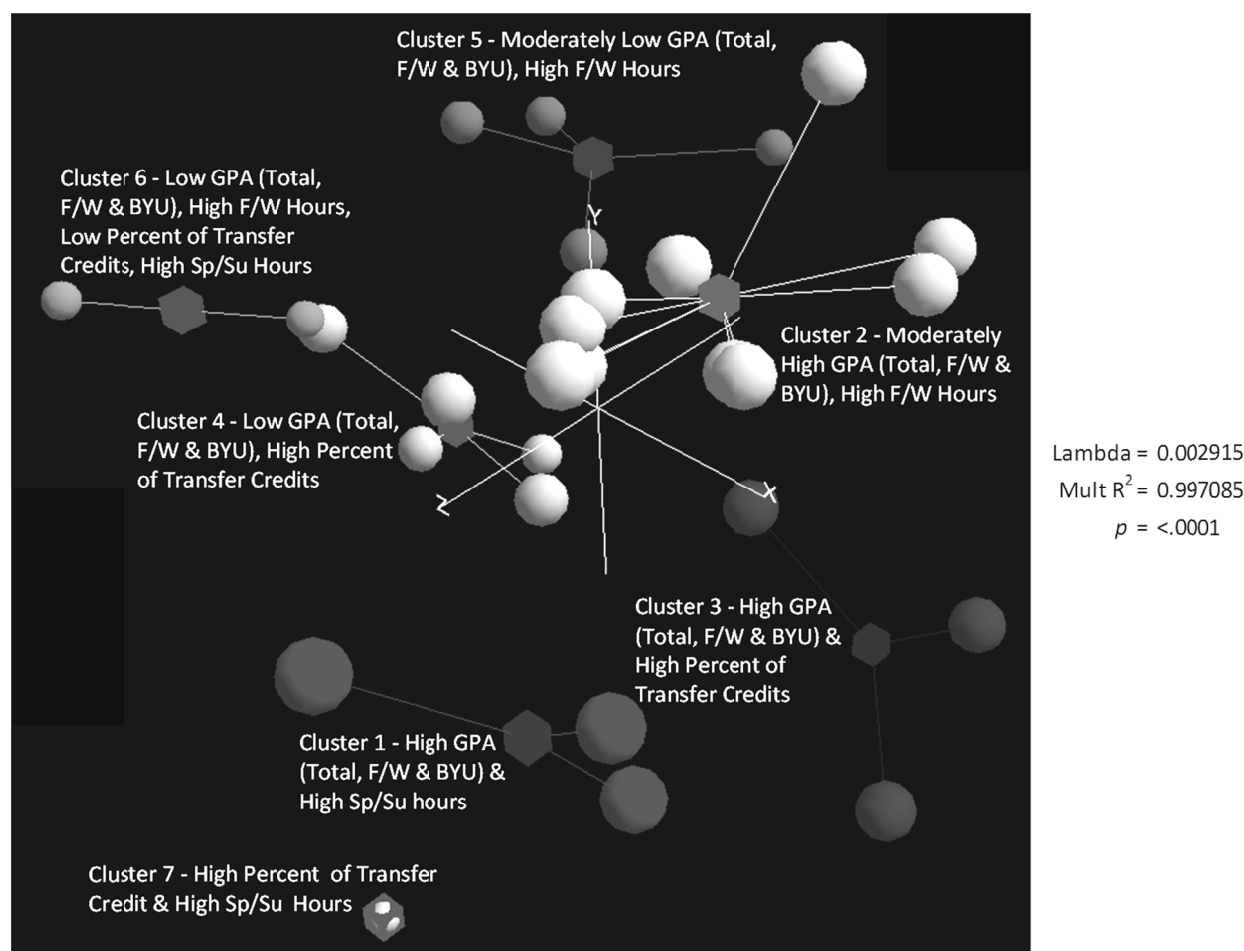 Cluster 5 - Moderately Low GPA (Total,
F/W & BYU), High F/W Hours
Cluster 6 - Low GPA (Total,
F/W & BYU), High F/W Hours,
Low Percent of Transfer
Credits, High Sp/Su Hours
Y
Cluster 2 - Moderately
High GPA (Total, F/W &
BYU), High F/W Hours
Cluster 4 - Low GPA (Total,
F/W & BYU), High Percent
of Transfer Credits
Z
X
Lambda = 0.002915
Mult R² = 0.997085
p = <.0001
Cluster 3 - High GPA
(Total, F/W & BYU) &
High Percent of
Transfer Credits
Cluster 1 - High GPA
(Total, F/W & BYU) &
High Sp/Su hours
Cluster 7 - High Percent of Transfer
Credit & High Sp/Su Hours